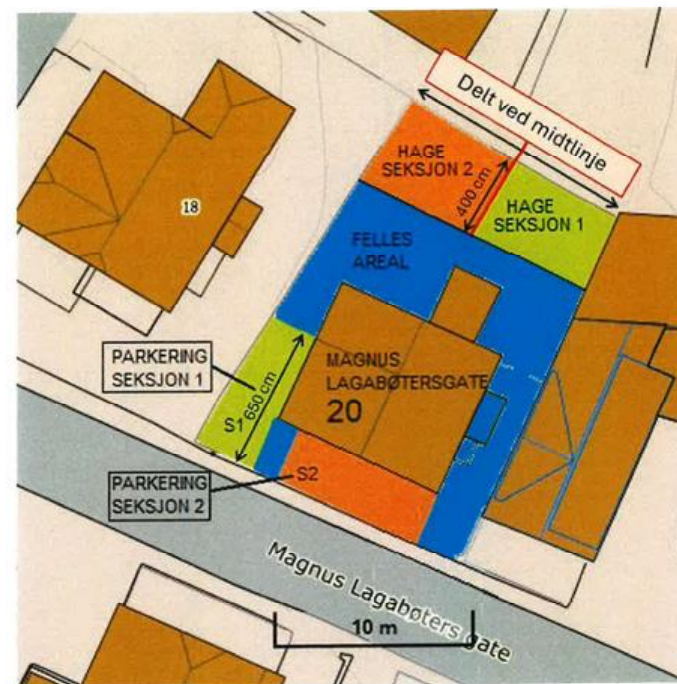 Delt ved midtlinje
HAGE
SEKSJON 2
400 cm
HAGE
SEKSJON 1
18
FELLES
AREAL
PARKERING
SEKSJON 1
650 cm
S1
MAGNUS
LAGABØTERSGATE
20
PARKERING
SEKSJON 2
S2
Magnus Lagabøters gate
10 m